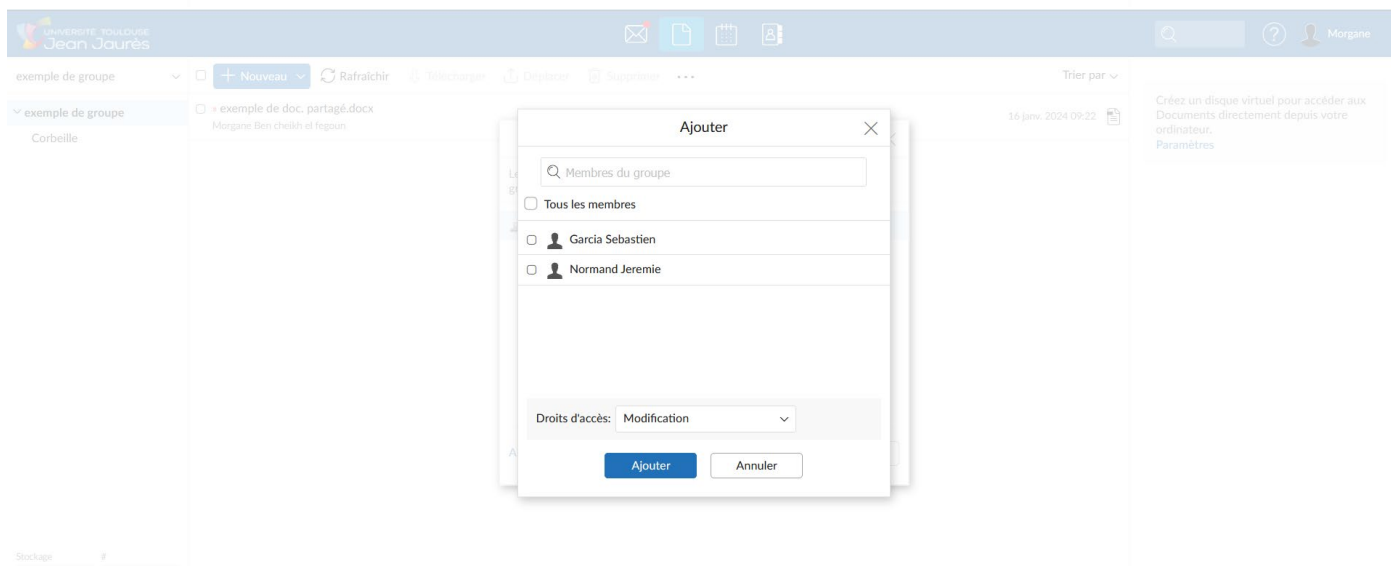 UNIVERSITÉ TOULOUSE
Jean Jaurès
Morgane
exemple de groupe
Nouveau
Rafraîchir
Télécharger
Déplacer
Supprimer
...
Trier par
exemple de groupe
Corbeille
exemple de doc. partagé.docx
Morgane Ben cheikh el fegoun
16 janv. 2024 09:22
Créez un disque virtuel pour accéder aux
Documents directement depuis votre
ordinateur.
Paramètres
Ajouter
Membres du groupe
Tous les membres
Garcia Sebastien
Normand Jeremie
Droits d'accès: Modification
Ajouter
Annuler
Stockage